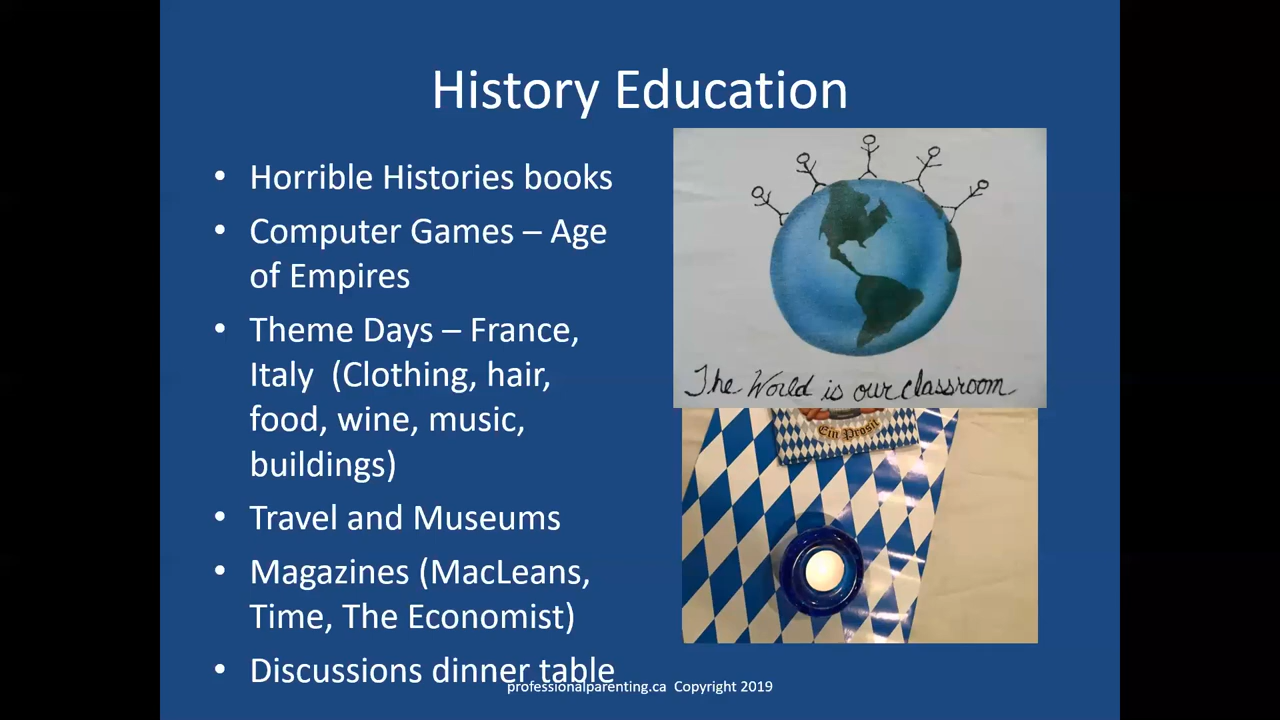 History Education
Horrible Histories books
Computer Games – Age
of Empires
Theme Days – France,
Italy  (Clothing, hair,
food, wine, music,
buildings)
Travel and Museums
Magazines (MacLeans,
Time, The Economist)
Discussions dinner table
The World is our classroom
Ein Prosit
professionalparenting.ca  Copyright 2019